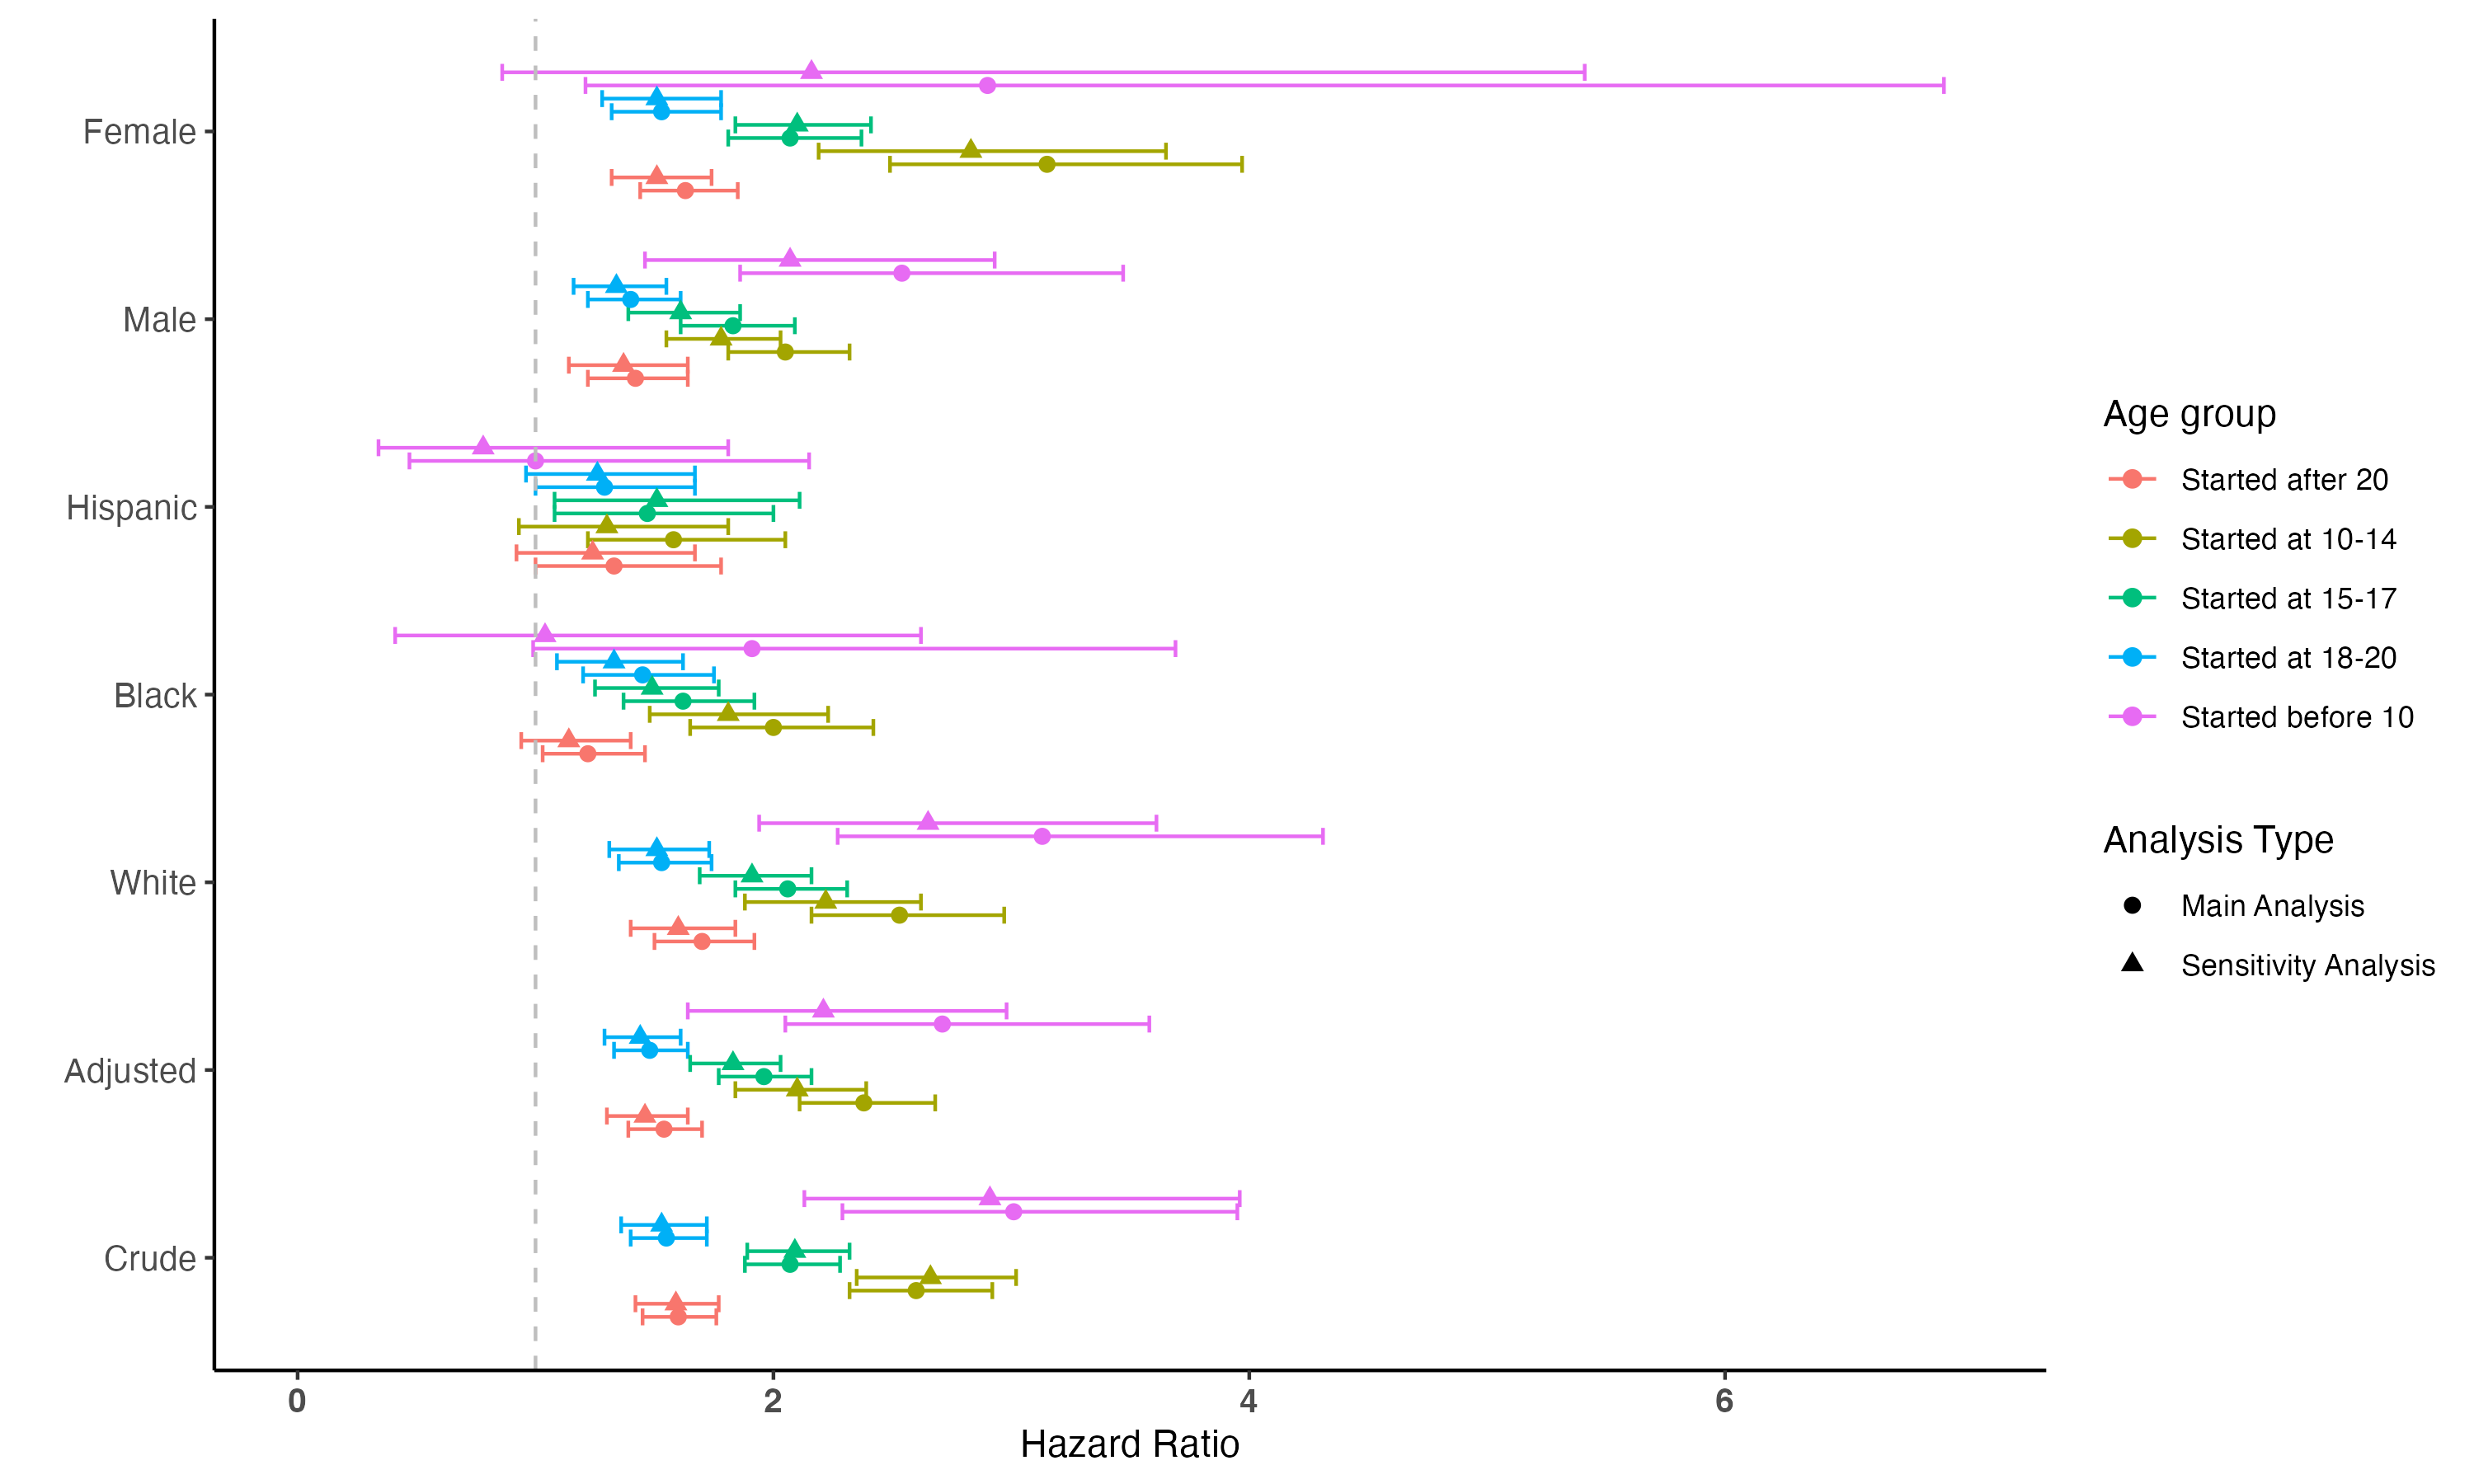 Female
Male
Hispanic
Black
White
Adjusted
Crude
0 2 4 6
Hazard Ratio
Age group
Started after 20
Started at 10-14
Started at 15-17
Started at 18-20
Started before 10
Analysis Type
Main Analysis
Sensitivity Analysis